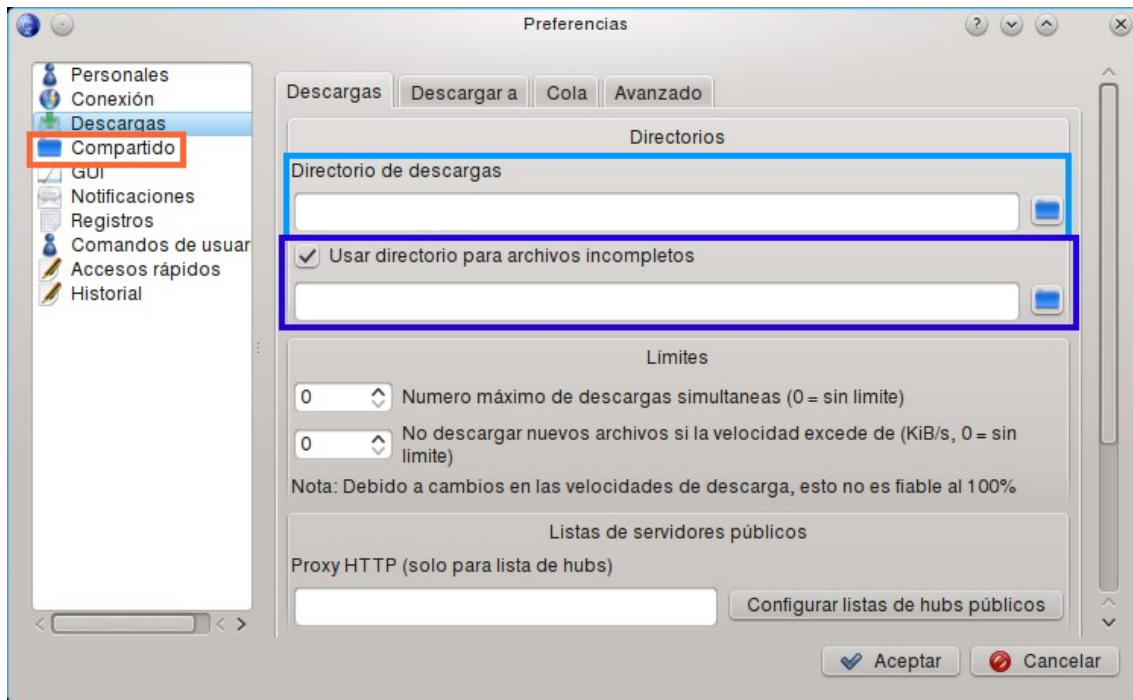 Preferencias
Personales
Conexión
Descargas
Compartido
GUI
Notificaciones
Registros
Comandos de usuar
Accesos rápidos
Historial
Descargas Descargar a Cola Avanzado
Directorios
Directorio de descargas
Usar directorio para archivos incompletos
Límites
0 Numero máximo de descargas simultaneas (0 = sin limite)
0 No descargar nuevos archivos si la velocidad excede de (KiB/s, 0 = sin
limite)
Nota: Debido a cambios en las velocidades de descarga, esto no es fiable al 100%
Listas de servidores públicos
Proxy HTTP (solo para lista de hubs)
Configurar listas de hubs públicos
Aceptar Cancelar